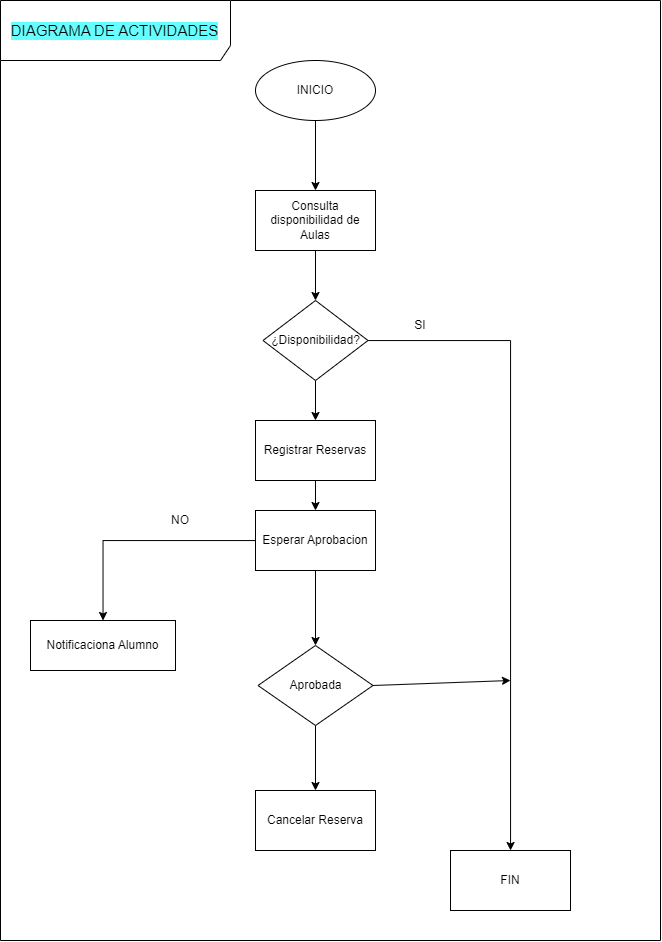 DIAGRAMA DE ACTIVIDADES
INICIO
Consulta
disponibilidad de
Aulas
SI
¿Disponibilidad?
Registrar Reservas
NO
Esperar Aprobacion
Notificaciona Alumno
Aprobada
Cancelar Reserva
FIN